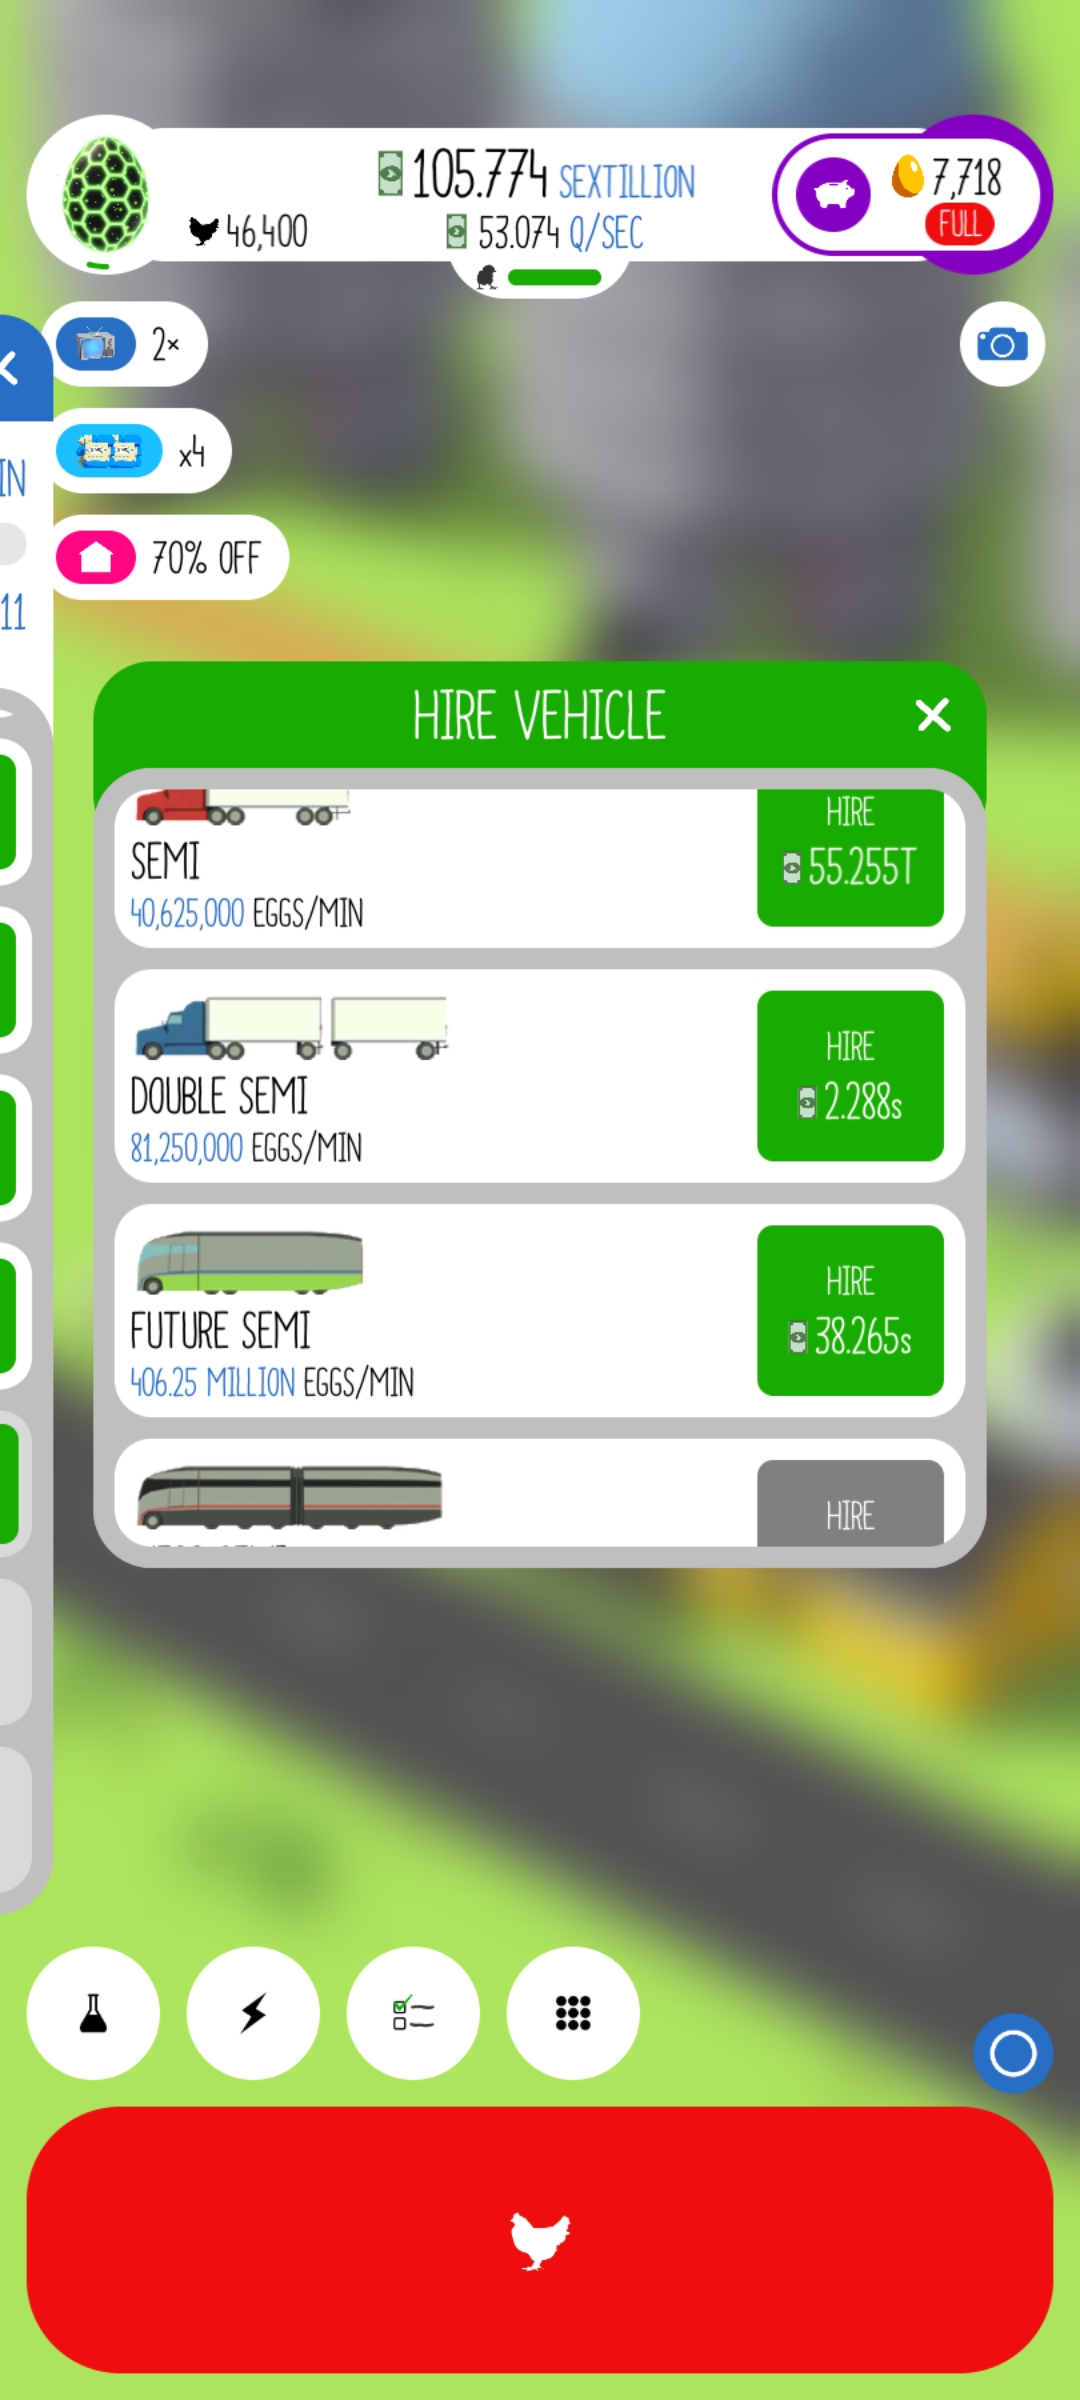 105.774 SEXTILLION
46,400
53.074 Q/SEC
7,718
FULL
2×
x4
IN
70% OFF
11
HIRE VEHICLE
HIRE
55.255T
SEMI
40,625,000 EGGS/MIN
HIRE
2.288s
DOUBLE SEMI
81,250,000 EGGS/MIN
HIRE
38.265s
FUTURE SEMI
406.25 MILLION EGGS/MIN
HIRE